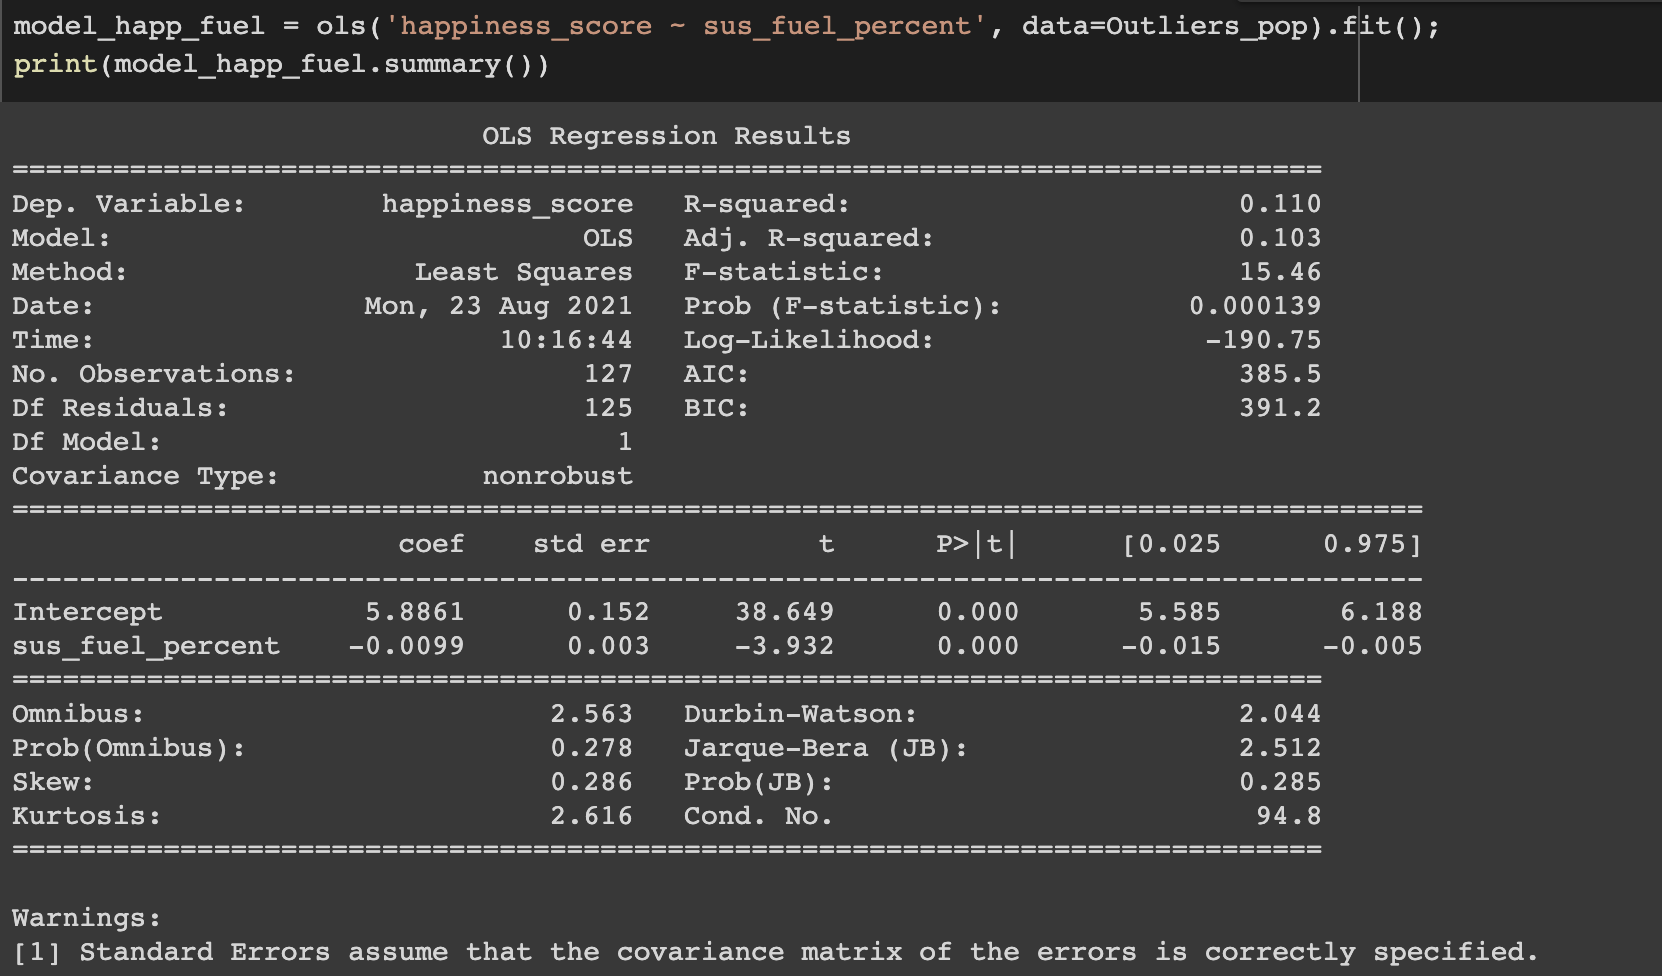 model_happ_fuel = ols('happiness_score ~ sus_fuel_percent', data=Outliers_pop).fit();
print(model_happ_fuel.summary())
OLS Regression Results
==============================================================================
Dep. Variable: happiness_score R-squared: 0.110
Model: OLS Adj. R-squared: 0.103
Method: Least Squares F-statistic: 15.46
Date: Mon, 23 Aug 2021 Prob (F-statistic): 0.000139
Time: 10:16:44 Log-Likelihood: -190.75
No. Observations: 127 AIC: 385.5
Df Residuals: 125 BIC: 391.2
Df Model: 1
Covariance Type: nonrobust
====================================================================================
coef std err t P>|t| [0.025 0.975]
------------------------------------------------------------------------------------
Intercept 5.8861 0.152 38.649 0.000 5.585 6.188
sus_fuel_percent -0.0099 0.003 -3.932 0.000 -0.015 -0.005
==============================================================================
Omnibus: 2.563 Durbin-Watson: 2.044
Prob(Omnibus): 0.278 Jarque-Bera (JB): 2.512
Skew: 0.286 Prob(JB): 0.285
Kurtosis: 2.616 Cond. No. 94.8
==============================================================================
Warnings:
[1] Standard Errors assume that the covariance matrix of the errors is correctly specified.